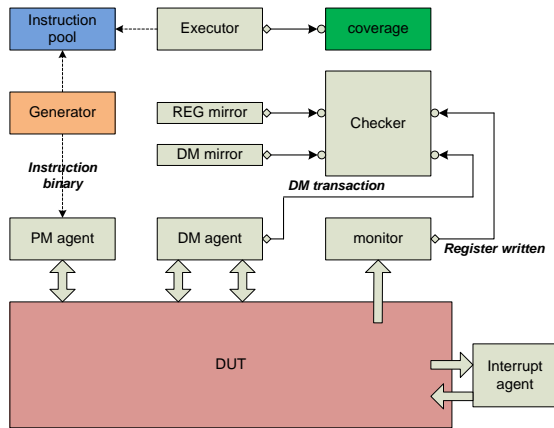 Instruction
pool
Executor
coverage
Generator
REG mirror
DM mirror
Checker
Instruction
binary
DM transaction
PM agent
DM agent
monitor
Register written
DUT
Interrupt
agent